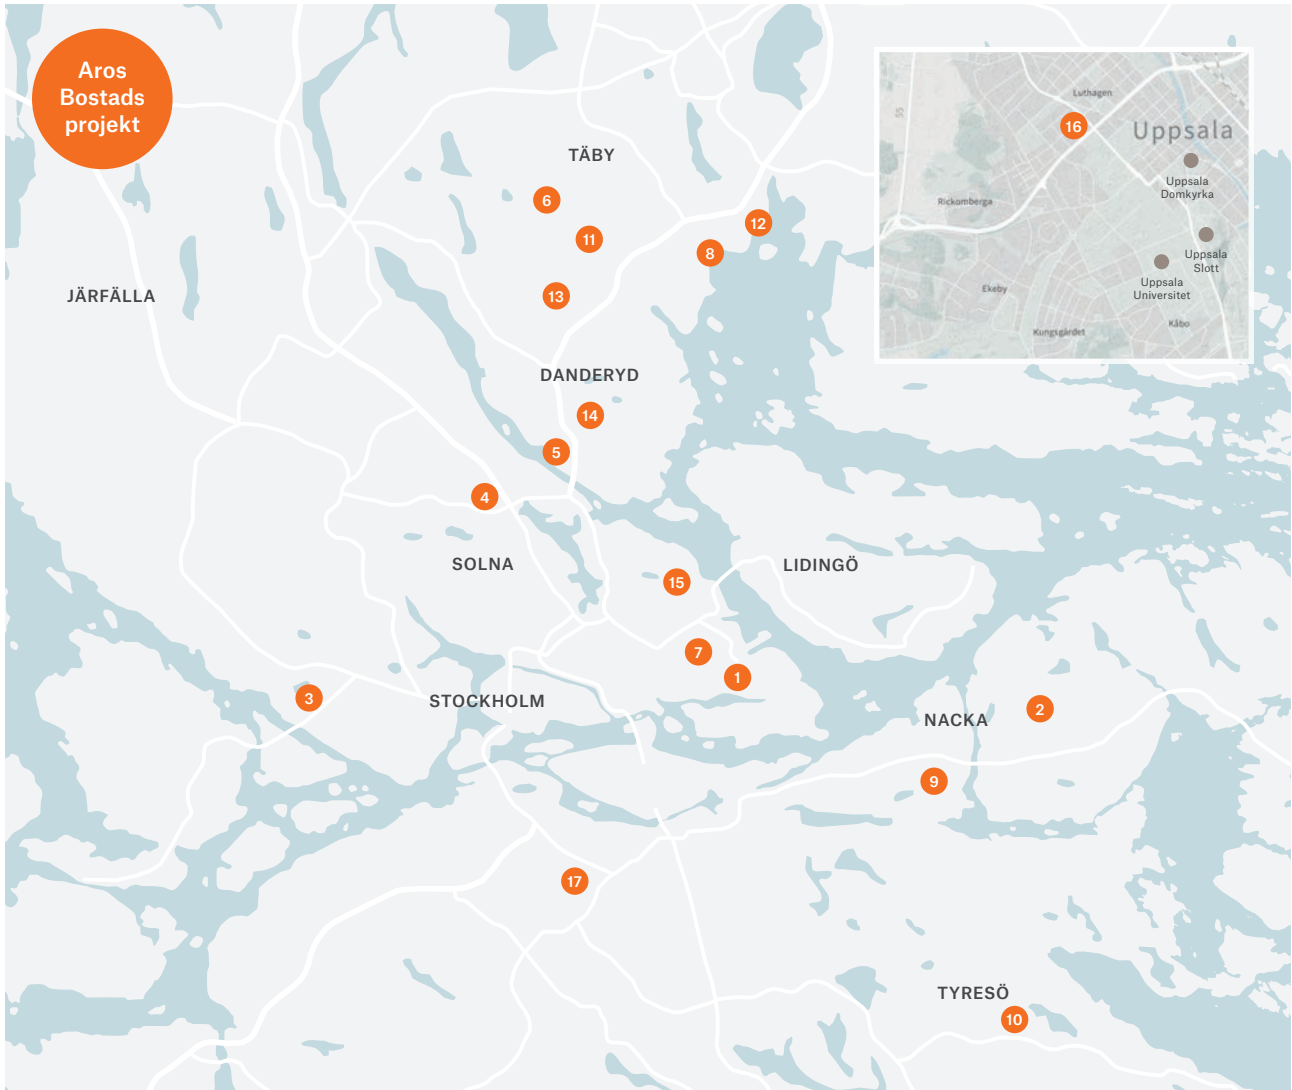 Aros
Bostads
projekt
TÄBY
6
11
12
8
13
JÄRFÄLLA
DANDERYD
14
5
4
SOLNA
15
LIDINGÖ
7
1
3
STOCKHOLM
2
NACKA
9
17
TYRESÖ
10
55
Luthagen
16
Uppsala
Uppsala
Domkyrka
Rickomberga
Uppsala
Slott
Uppsala
Universitet
Ekeby
Kungsgärdet
Kåbo